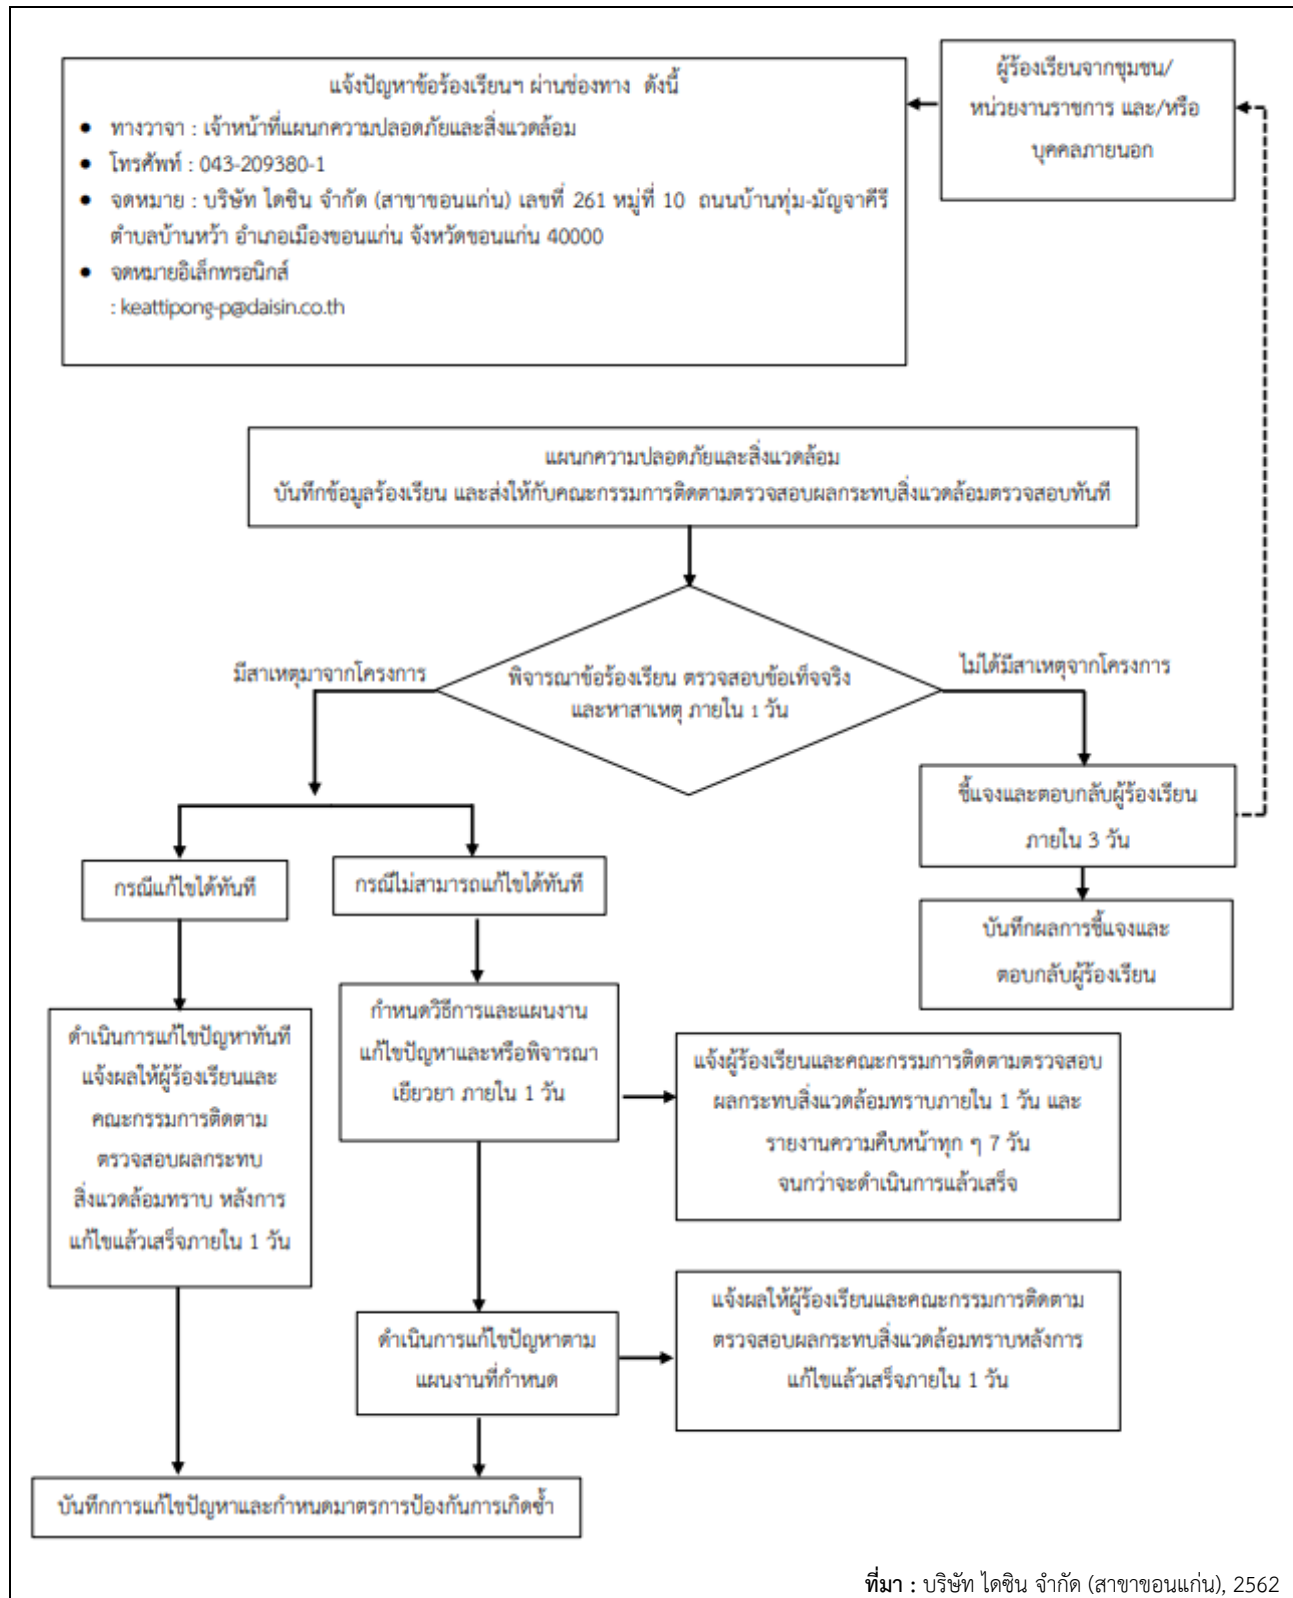 ผู้ร้องเรียนจากชุมชน/
หน่วยงานราชการ และ/หรือ
บุคคลภายนอก
แจ้งปัญหาข้อร้องเรียนฯ ผ่านช่องทาง ดังนี้
● ทางวาจา : เจ้าหน้าที่แผนกความปลอดภัยและสิ่งแวดล้อม
● โทรศัพท์ : 043-209380-1
● จดหมาย : บริษัท ไดซิน จำกัด (สาขาขอนแก่น) เลขที่ 261 หมู่ที่ 10 ถนนบ้านทุ่ม-มัญจาคีรี
ตำบลบ้านหว้า อำเภอเมืองขอนแก่น จังหวัดขอนแก่น 40000
● จดหมายอิเล็กทรอนิกส์
: keattipong-p@daisin.co.th
แผนกความปลอดภัยและสิ่งแวดล้อม
บันทึกข้อมูลร้องเรียน และส่งให้กับคณะกรรมการติดตามตรวจสอบผลกระทบสิ่งแวดล้อมตรวจสอบทันที
มีสาเหตุมาจากโครงการ
พิจารณาข้อร้องเรียน ตรวจสอบข้อเท็จจริง
และหาสาเหตุ ภายใน 1 วัน
ไม่ได้มีสาเหตุจากโครงการ
ชี้แจงและตอบกลับผู้ร้องเรียน
ภายใน 3 วัน
บันทึกผลการชี้แจงและ
ตอบกลับผู้ร้องเรียน
กรณีแก้ไขได้ทันที
กรณีไม่สามารถแก้ไขได้ทันที
ดำเนินการแก้ไขปัญหาทันที
แจ้งผลให้ผู้ร้องเรียนและ
คณะกรรมการติดตาม
ตรวจสอบผลกระทบ
สิ่งแวดล้อมทราบ หลังการ
แก้ไขแล้วเสร็จภายใน 1 วัน
กำหนดวิธีการและแผนงาน
แก้ไขปัญหาและหรือพิจารณา
เยียวยา ภายใน 1 วัน
แจ้งผู้ร้องเรียนและคณะกรรมการติดตามตรวจสอบ
ผลกระทบสิ่งแวดล้อมทราบภายใน 1 วัน และ
รายงานความคืบหน้าทุก ๆ 7 วัน
จนกว่าจะดำเนินการแล้วเสร็จ
ดำเนินการแก้ไขปัญหาตาม
แผนงานที่กำหนด
แจ้งผลให้ผู้ร้องเรียนและคณะกรรมการติดตาม
ตรวจสอบผลกระทบสิ่งแวดล้อมทราบหลังการ
แก้ไขแล้วเสร็จภายใน 1 วัน
บันทึกการแก้ไขปัญหาและกำหนดมาตรการป้องกันการเกิดซ้ำ
ที่มา : บริษัท ไดซิน จำกัด (สาขาขอนแก่น), 2562